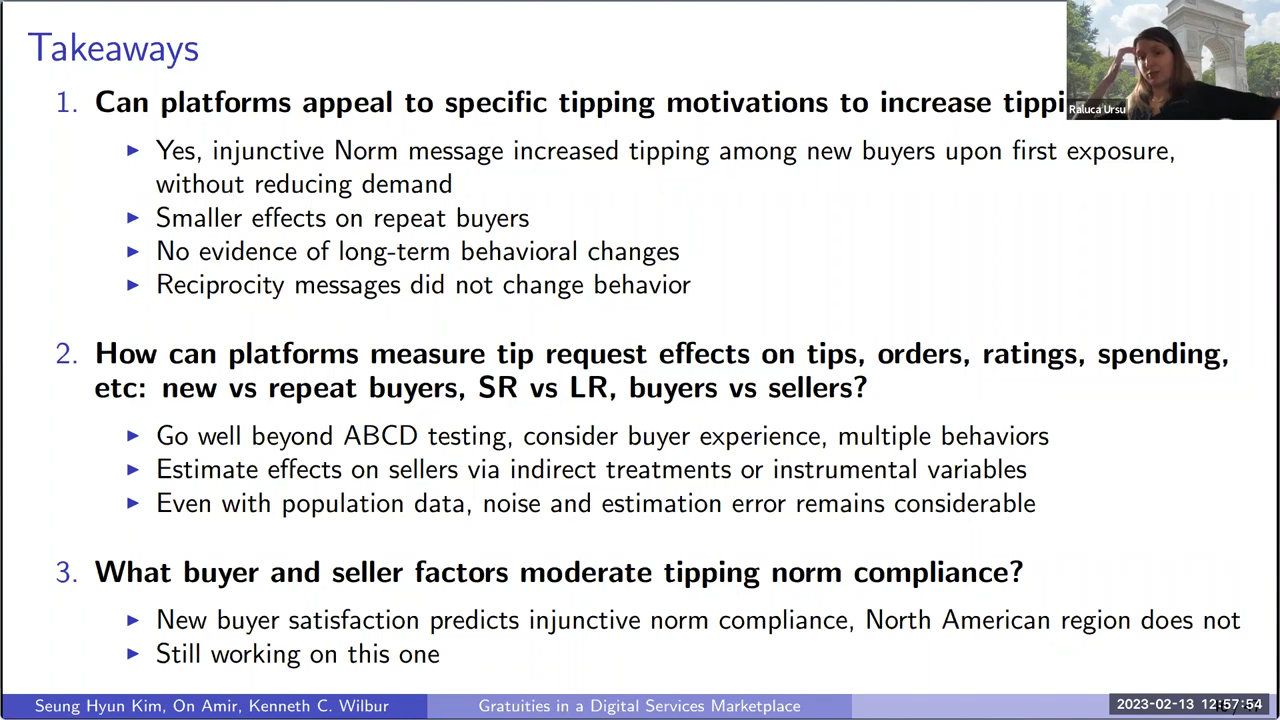 Takeaways
1. Can platforms appeal to specific tipping motivations to increase tippi
Raluca Ursu
▶ Yes, injunctive Norm message increased tipping among new buyers upon first exposure,
without reducing demand
▶ Smaller effects on repeat buyers
▶ No evidence of long-term behavioral changes
▶ Reciprocity messages did not change behavior
2. How can platforms measure tip request effects on tips, orders, ratings, spending,
etc: new vs repeat buyers, SR vs LR, buyers vs sellers?
▶ Go well beyond ABCD testing, consider buyer experience, multiple behaviors
▶ Estimate effects on sellers via indirect treatments or instrumental variables
▶ Even with population data, noise and estimation error remains considerable
3. What buyer and seller factors moderate tipping norm compliance?
▶ New buyer satisfaction predicts injunctive norm compliance, North American region does not
▶ Still working on this one
Seung Hyun Kim, On Amir, Kenneth C. Wilbur
Gratuities in a Digital Services Marketplace
2023-02-13 12:57:54